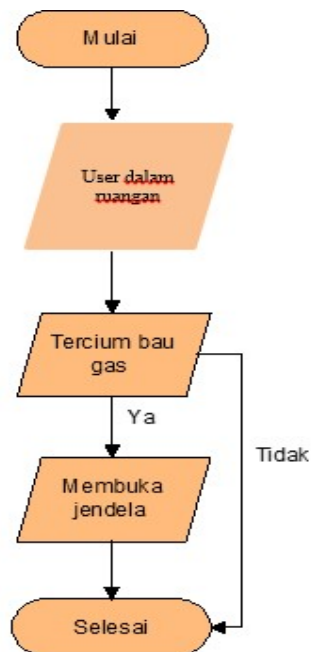 Mulai
User dalam
ruangan
Tercium bau
gas
Ya
Tidak
Membuka
jendela
Selesai